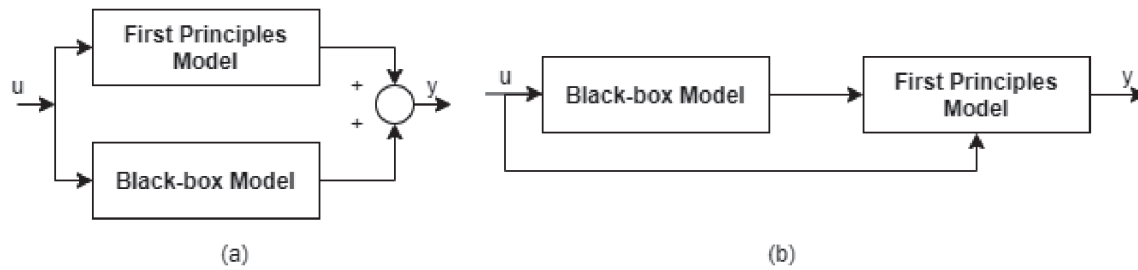 u
First Principles
Model
+
+
Black-box Model
y
(a)
u
Black-box Model
First Principles
Model
y
(b)